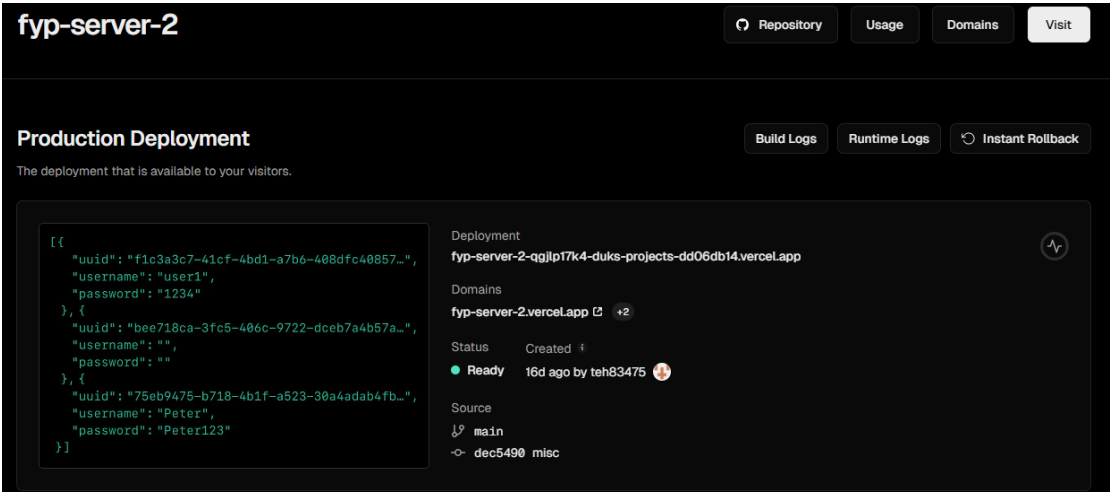 fyp-server-2
Repository
Usage
Domains
Visit
Production Deployment
Build Logs
Runtime Logs
Instant Rollback
The deployment that is available to your visitors.
[{
"uuid": "f1c3a3c7-41cf-4bd1-a7b6-408dfc40857…",
"username": "user1",
"password": "1234"
}, {
"uuid": "bee718ca-3fc5-406c-9722-dceb7a4b57a…",
"username": "",
"password": ""
}, {
"uuid": "75eb9475-b718-4b1f-a523-30a4adab4fb…",
"username": "Peter",
"password": "Peter123"
}]
Deployment
fyp-server-2-qgjlp17k4-duks-projects-dd06db14.vercel.app
Domains
fyp-server-2.vercel.app
+2
Status
Created
Ready
16d ago by teh83475
Source
main
dec5490 misc